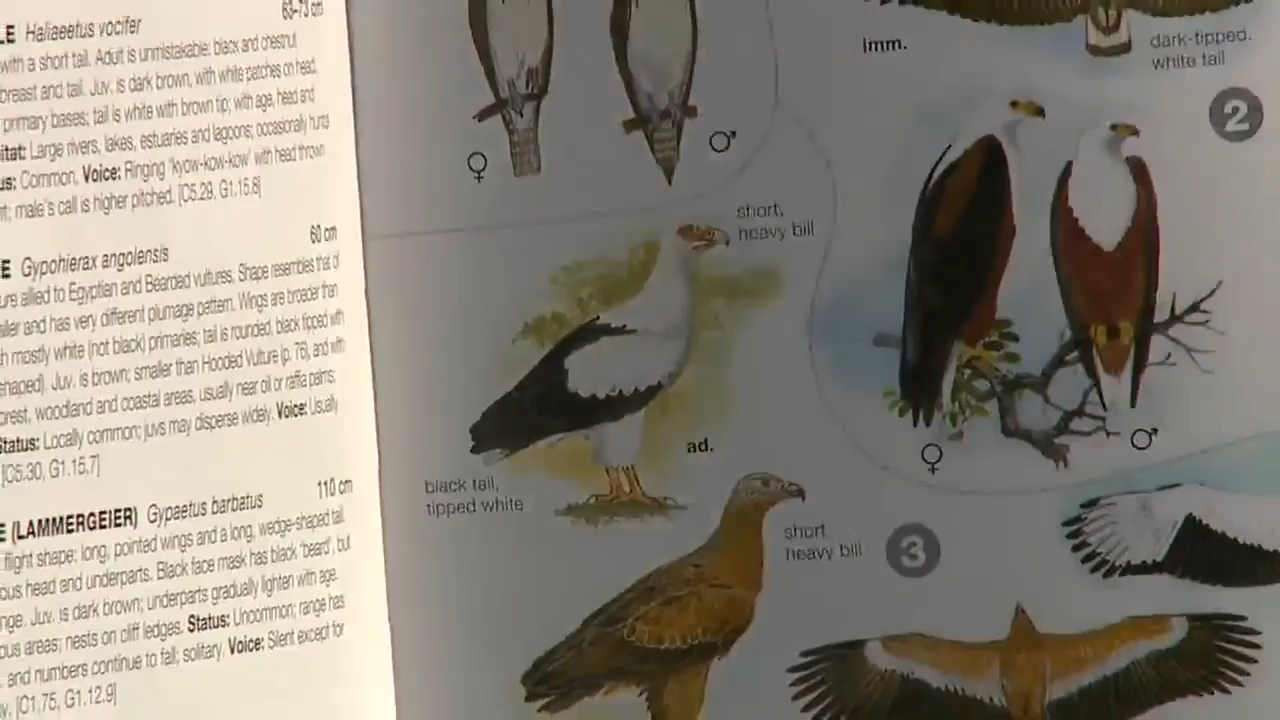 63-73 cm
LE Haliaeetus vocifer
with a short tail. Adult is unmistakable: black and chestnut
breast and tail. Juv. is dark brown, with white patches on head,
primary bases; tail is white with brown tip; with age, head and
itat: Large rivers, lakes, estuaries and lagoons; occasionally hunts
us: Common. Voice: Ringing 'kyow-kow-kow' with head thrown
nt; male's call is higher pitched. [C5.29, G1.15.8]
60 cm
E Gypohierax angolensis
ure allied to Egyptian and Bearded vultures. Shape resembles that of
aller and has very different plumage pattern. Wings are broader than
h mostly white (not black) primaries; tail is rounded, black tipped with
shaped). Juv. is brown; smaller than Hooded Vulture (p. 76), and with
orest, woodland and coastal areas, usually near oil or raffia palms;
Status: Locally common; juvs may disperse widely. Voice: Usually
[C5.30, G1.15.7]
110 cm
E (LAMMERGEIER) Gypaetus barbatus
flight shape: long, pointed wings and a long, wedge-shaped tail.
ous head and underparts. Black face mask has black 'beard', but
nge. Juv. is dark brown; underparts gradually lighten with age.
ous areas; nests on cliff ledges. Status: Uncommon; range has
and numbers continue to fall; solitary. Voice: Silent except for
y. [C1.75, G1.12.9]
♀
♂
imm.
dark-tipped,
white tail
2
short,
heavy bill
ad.
black tail,
tipped white
♀
♂
short
heavy bill
3